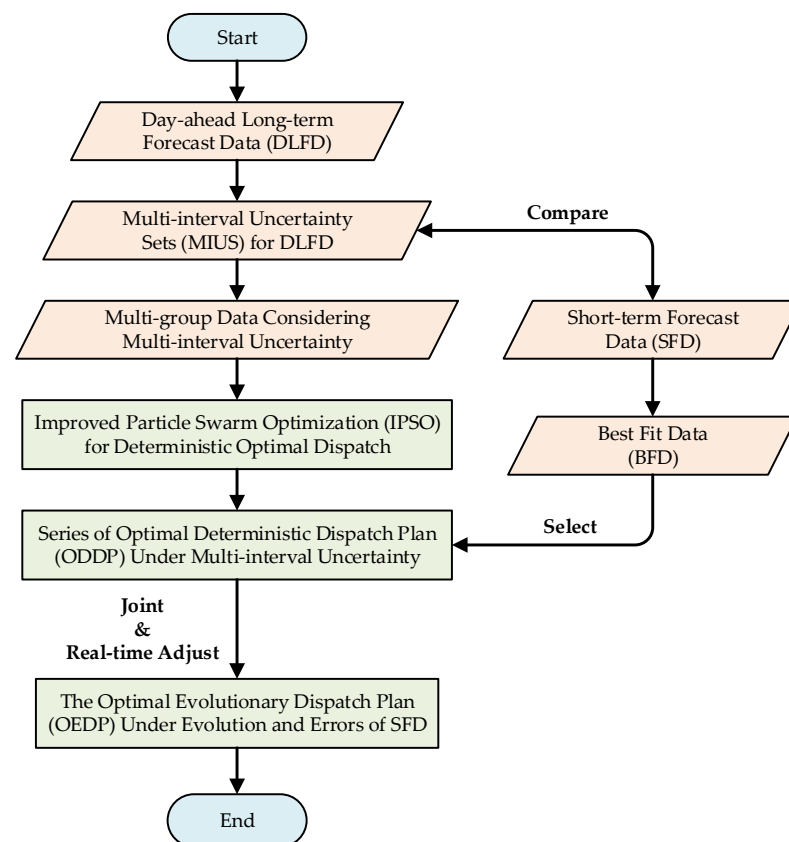 Start
Day-ahead Long-term
Forecast Data (DLFD)
Multi-interval Uncertainty
Sets (MIUS) for DLFD
Compare
Multi-group Data Considering
Multi-interval Uncertainty
Short-term Forecast
Data (SFD)
Improved Particle Swarm Optimization (IPSO)
for Deterministic Optimal Dispatch
Best Fit Data
(BFD)
Series of Optimal Deterministic Dispatch Plan
(ODDP) Under Multi-interval Uncertainty
Select
Joint
&
Real-time Adjust
The Optimal Evolutionary Dispatch Plan
(OEDP) Under Evolution and Errors of SFD
End